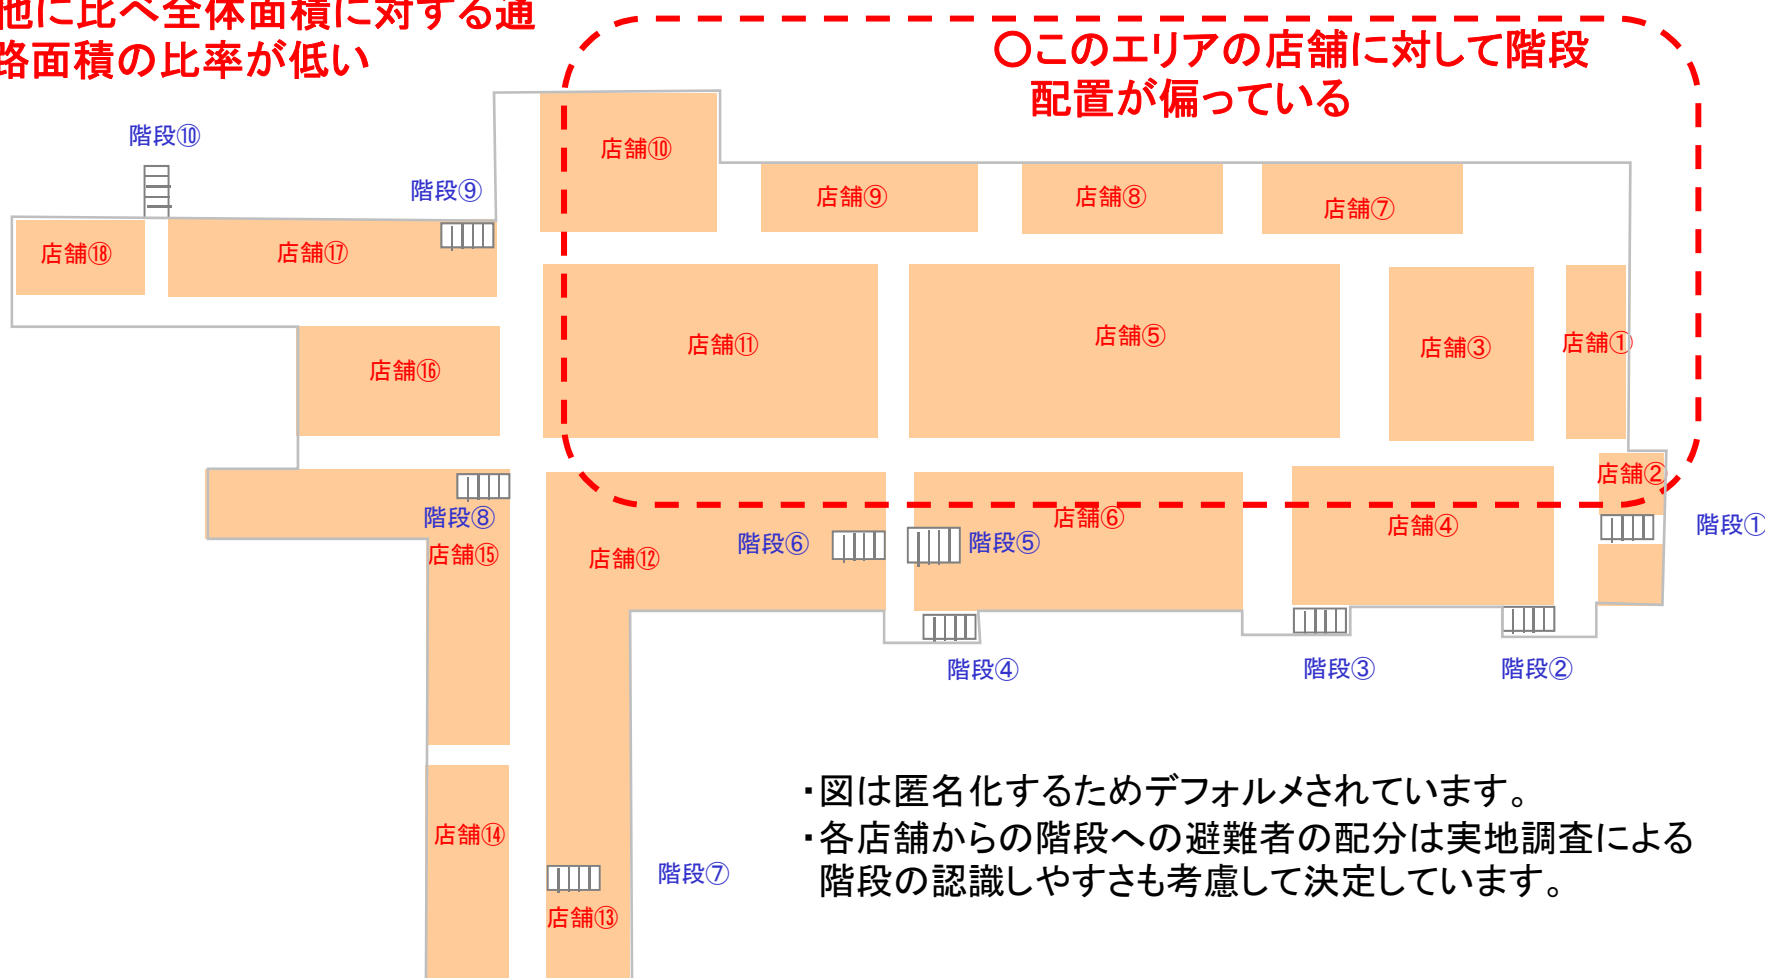 他に比べ全体面積に対する通
路面積の比率が低い
〇このエリアの店舗に対して階段
配置が偏っている
階段⑩
階段⑨
店舗⑩
店舗⑨
店舗⑧
店舗⑦
店舗⑱
店舗⑰
店舗⑪
店舗⑤
店舗③
店舗①
店舗⑯
店舗②
階段⑧
店舗⑮
店舗⑫
階段⑥
階段⑤
店舗⑥
店舗④
階段①
階段④
階段③
階段②
店舗⑭
階段⑦
店舗⑬
・図は匿名化するためデフォルメされています。
・各店舗からの階段への避難者の配分は実地調査による
階段の認識しやすさも考慮して決定しています。